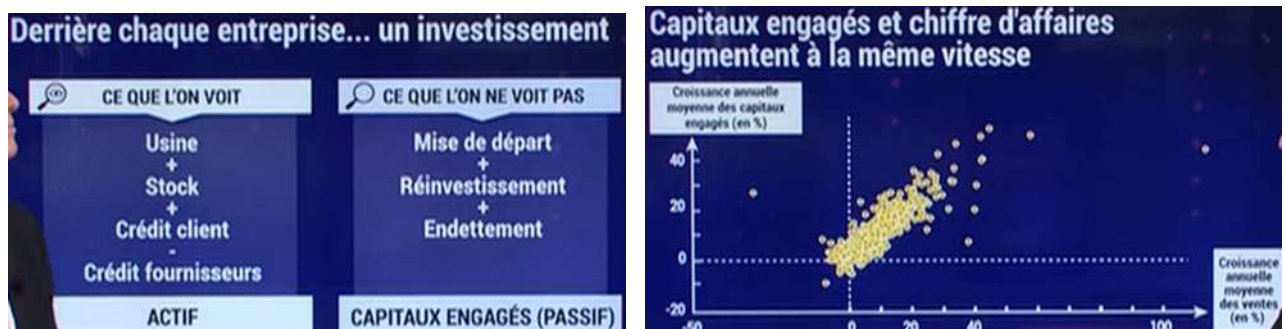 Derrière chaque entreprise... un investissement
CE QUE L'ON VOIT
Usine
+
Stock
+
Crédit client
-
Crédit fournisseurs
ACTIF
CE QUE L'ON NE VOIT PAS
Mise de départ
+
Réinvestissement
+
Endettement
CAPITAUX ENGAGÉS (PASSIF)
Capitaux engagés et chiffre d'affaires
augmentent à la même vitesse
Croissance annuelle
moyenne des capitaux
engagés (en %)
40
20
0
-20
-50
0
20
40
100
Croissance
annuelle
moyenne
des ventes
(en %)